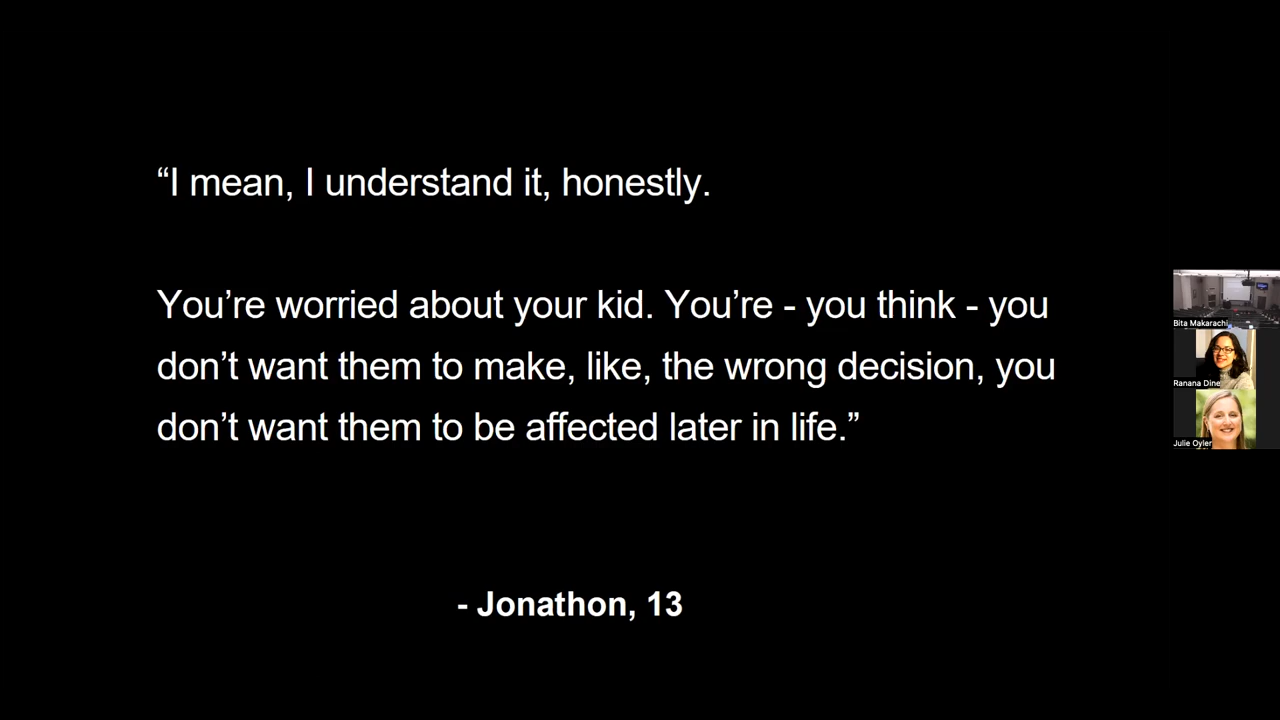 “I mean, I understand it, honestly.
You’re worried about your kid. You’re - you think - you
don’t want them to make, like, the wrong decision, you
don’t want them to be affected later in life.”
- Jonathon, 13
Bita Makarachi
Ranana Dine
Julie Oyler